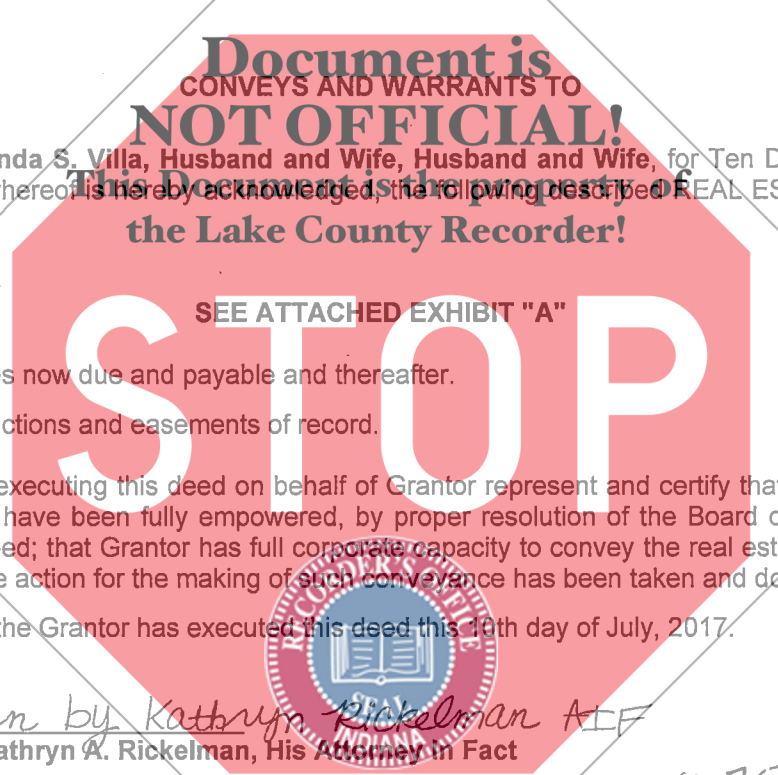 Document is
CONVEYS AND WARRANTS TO
NOT OFFICIAL!
nda S. Villa, Husband and Wife, Husband and Wife, for Ten D
hereof is hereby acknowledged, the following described REAL ES
This Document is the property of
the Lake County Recorder!
SEE ATTACHED EXHIBIT "A"
STOP
s now due and payable and thereafter.
ctions and easements of record.
executing this deed on behalf of Grantor represent and certify that
have been fully empowered, by proper resolution of the Board o
ed; that Grantor has full corporate capacity to convey the real est
e action for the making of such conveyance has been taken and do
RECORDER'S OFFICE
the Grantor has executed this deed this 10th day of July, 2017.
SEAL
INDIANA
n by Kathryn Rickelman AIF
athryn A. Rickelman, His Attorney In Fact